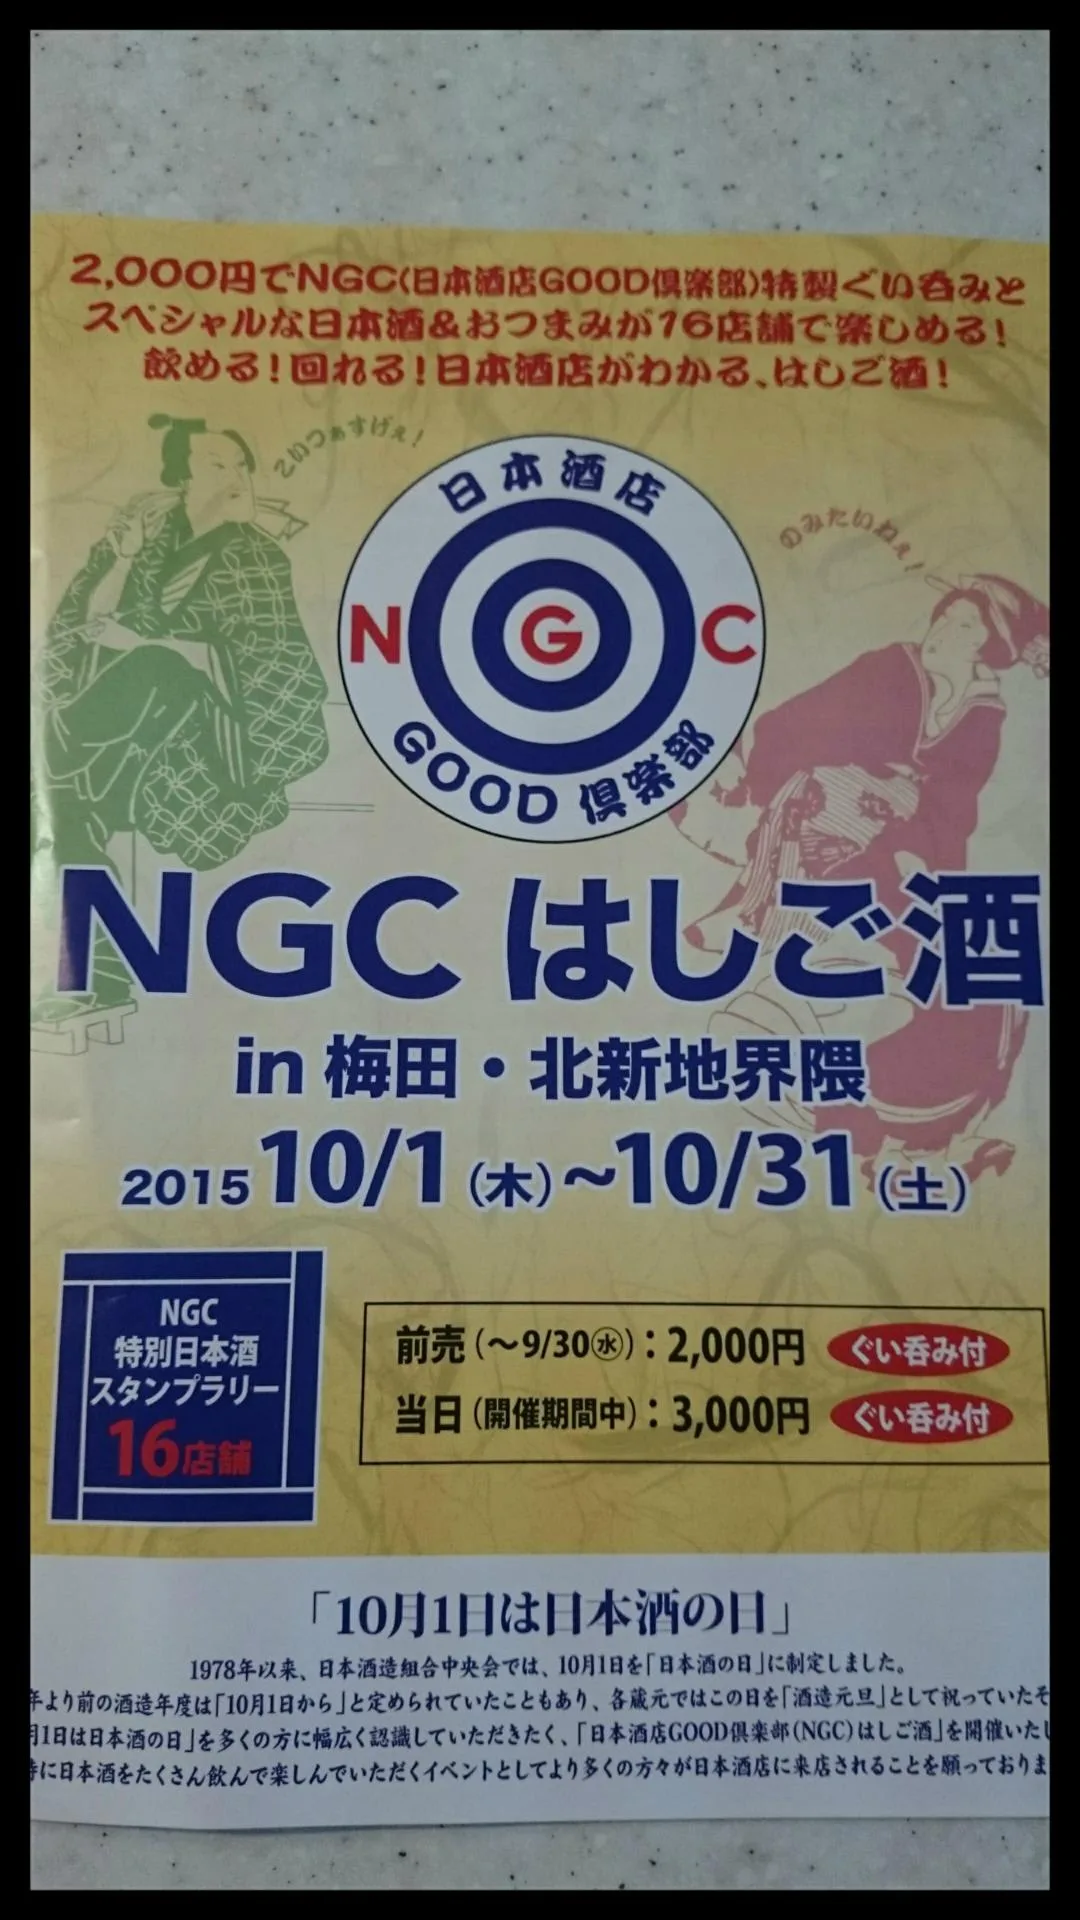 2,000円でNGC(日本酒店GOOD倶楽部)特製ぐい呑みと
スペシャルな日本酒&おつまみが16店舗で楽しめる!
飲める!回れる!日本酒店がわかる、はしご酒!
こいつぁすげぇ!
のみたいねぇ!
日本酒店
N G C
GOOD 倶楽部
NGC はしご酒
in 梅田・北新地界隈
2015 10/1(木)~10/31(土)
NGC
特別日本酒
スタンプラリー
16店舗
前売(~9/30㊌):2,000円 ぐい呑み付
当日(開催期間中):3,000円 ぐい呑み付
「10月1日は日本酒の日」
1978年以来、日本酒造組合中央会では、10月1日を「日本酒の日」に制定しました。
年より前の酒造年度は「10月1日から」と定められていたこともあり、各蔵元ではこの日を「酒造元旦」として祝っていたそ
月1日は日本酒の日」を多くの方に幅広く認識していただきたく、「日本酒店GOOD倶楽部(NGC)はしご酒」を開催いたし
時に日本酒をたくさん飲んで楽しんでいただくイベントとしてより多くの方々が日本酒店に来店されることを願っておりま